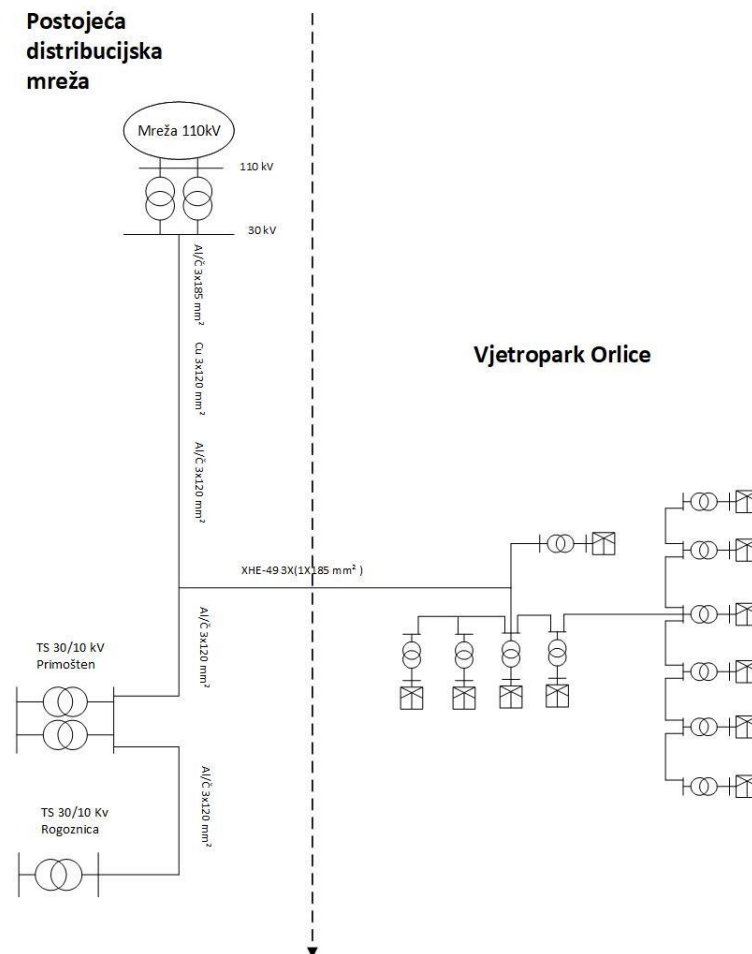 Postojeća
distribucijska
mreža
Mreža 110kV
110 kV
30 kV
Al/Č 3x185 mm²
Cu 3x120 mm²
Al/Č 3x120 mm²
Vjetropark Orlice
XHE-49 3X(1X185 mm² )
Al/Č 3x120 mm²
TS 30/10 kV
Primošten
Al/Č 3x120 mm²
TS 30/10 Kv
Rogoznica